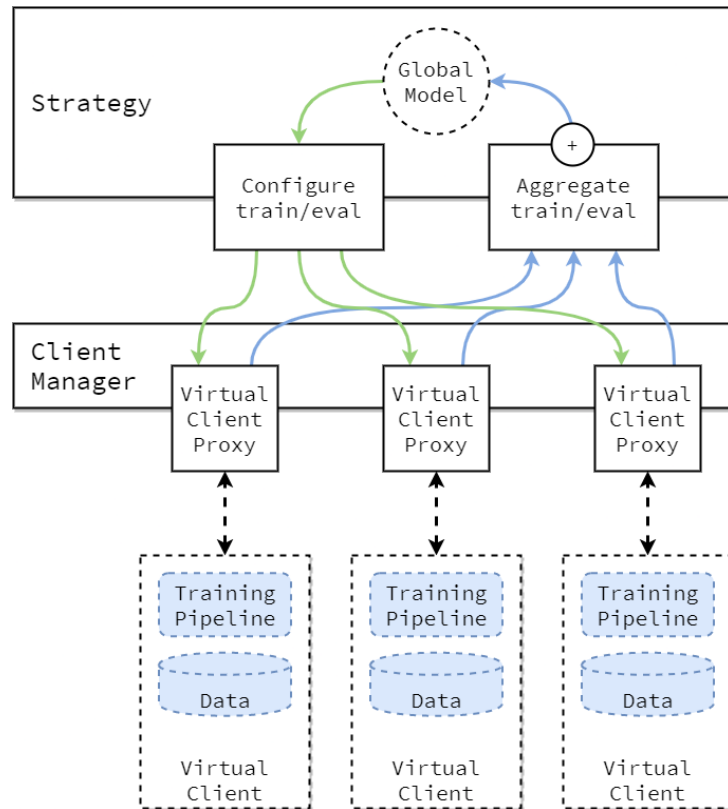 Global
Model
Strategy
+
Configure
train/eval
Aggregate
train/eval
Client
Manager
Virtual
Client
Proxy
Virtual
Client
Proxy
Virtual
Client
Proxy
Training
Pipeline
Data
Virtual
Client
Training
Pipeline
Data
Virtual
Client
Training
Pipeline
Data
Virtual
Client